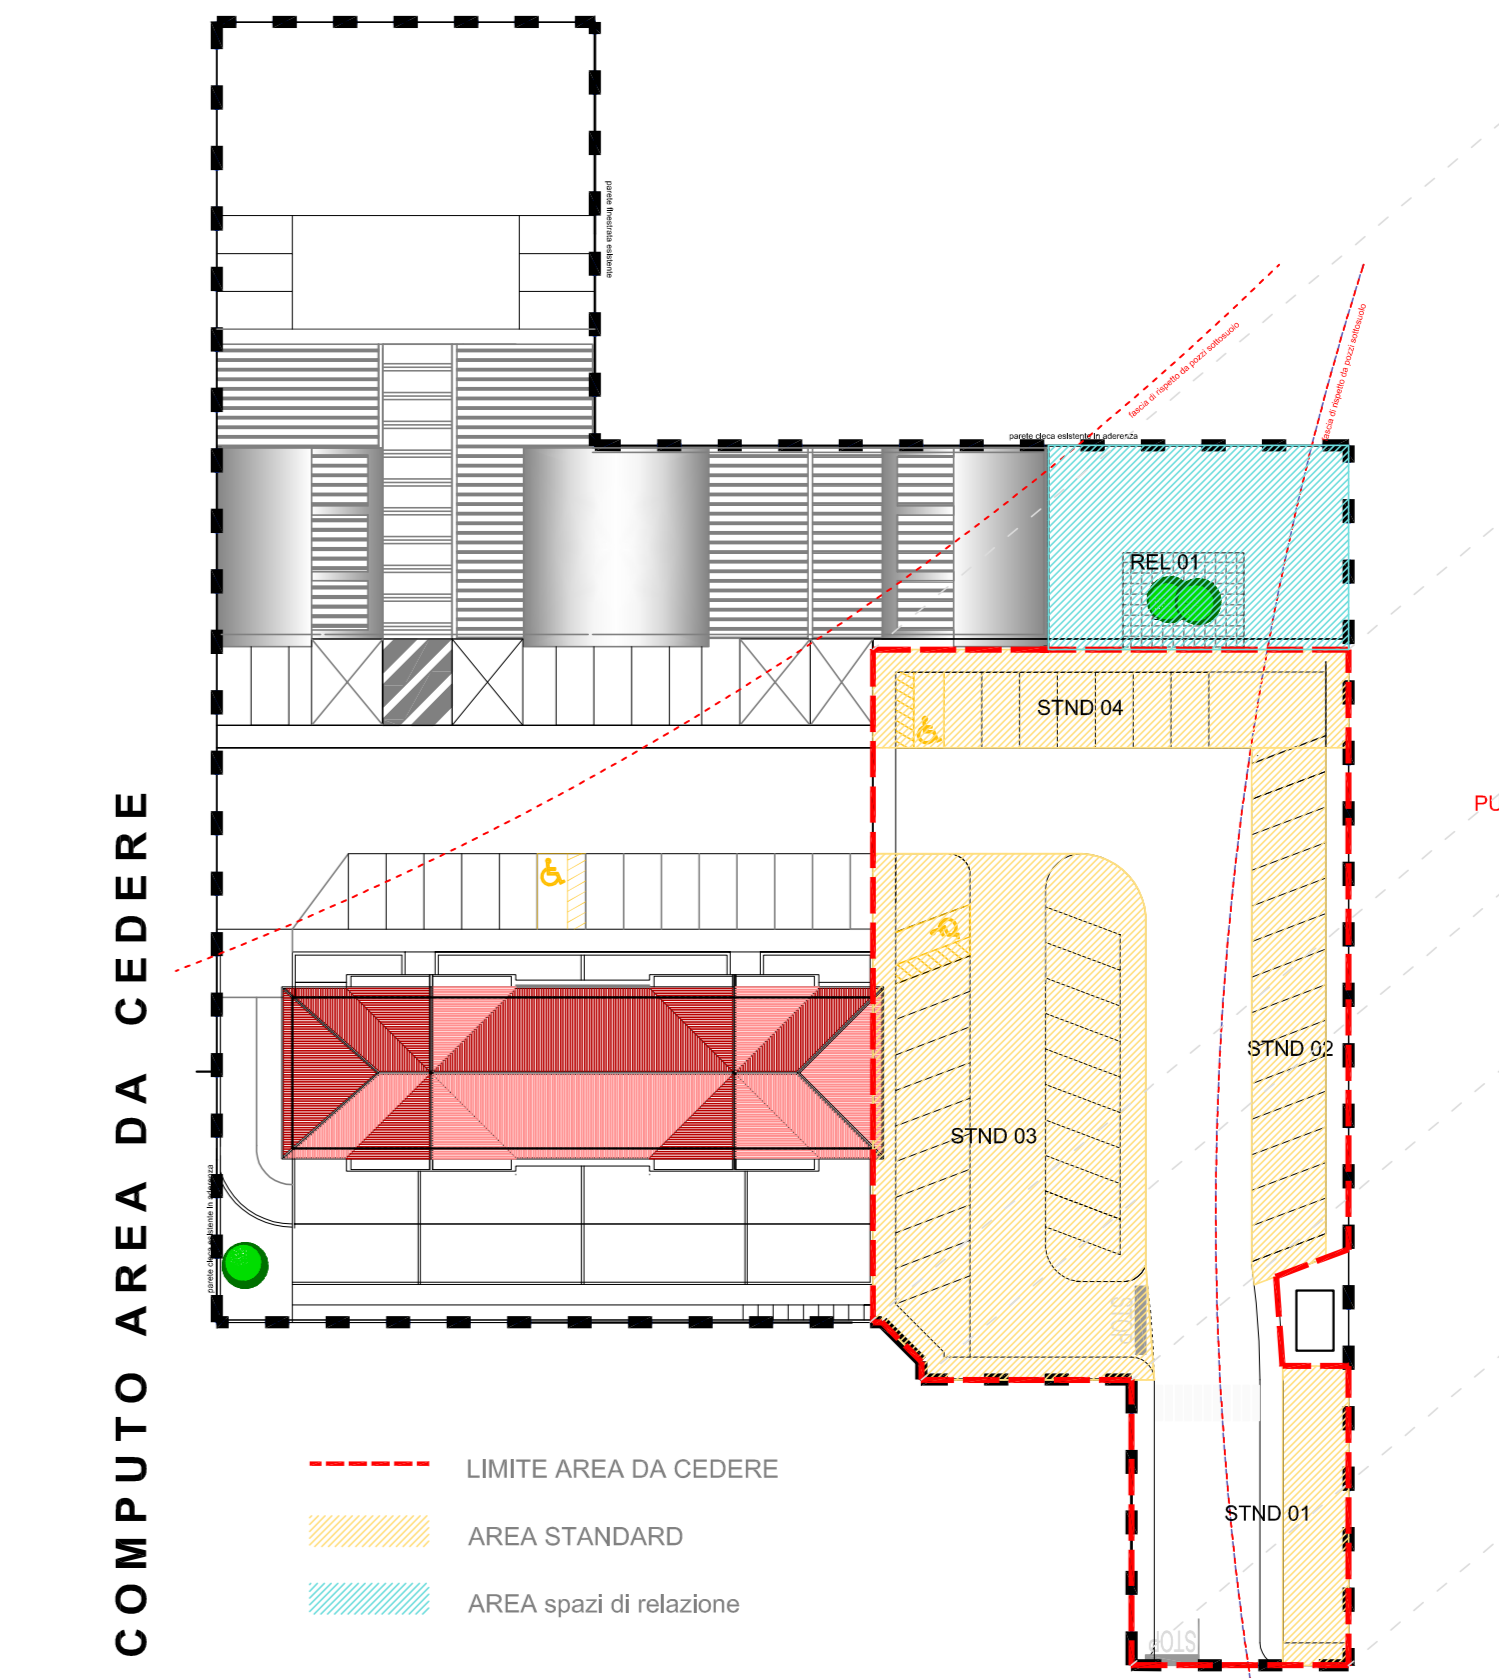 COMPUTO AREA DA CEDERE
parete finestrata esistente
fascia di rispetto da pozzi sottosuolo
fascia di rispetto da pozzi sottosuolo
parete cieca esistente in aderenza
REL 01
STND 04
PU
STND 02
STND 03
parete cieca esistente in aderenza
STOP
LIMITE AREA DA CEDERE
STND 01
AREA STANDARD
AREA spazi di relazione
STOP